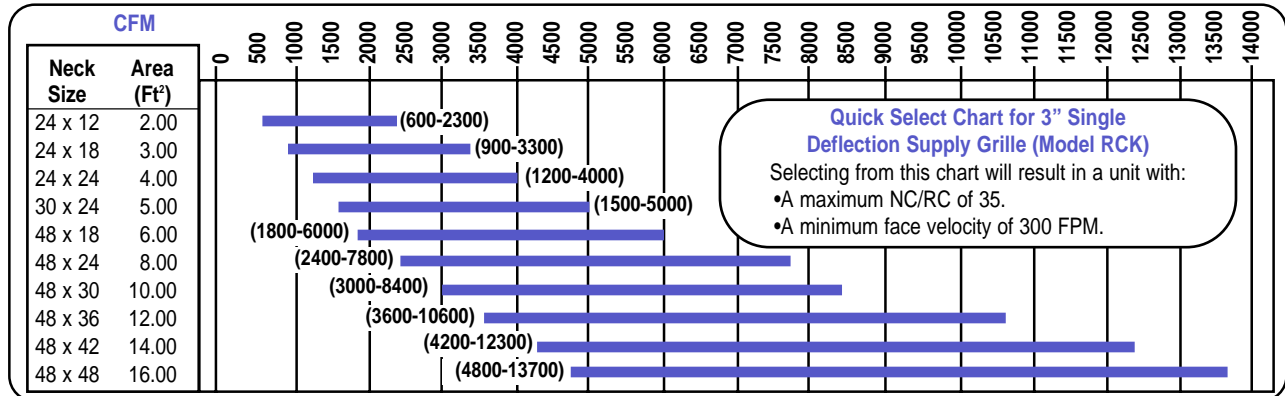 CFM
0 500 1000 2000 2500 3000 3500 4000 4500 5000 5500 6000 6500 7000 7500 8000 8500 9000 9500 10000 10500 11000 11500 12000 12500 13000 13500 14000
Neck Size
Area (Ft²)
24 x 12 2.00 (600-2300)
24 x 18 3.00 (900-3300)
24 x 24 4.00 (1200-4000)
30 x 24 5.00 (1500-5000)
48 x 18 6.00 (1800-6000)
48 x 24 8.00 (2400-7800)
48 x 30 10.00 (3000-8400)
48 x 36 12.00 (3600-10600)
48 x 42 14.00 (4200-12300)
48 x 48 16.00 (4800-13700)
Quick Select Chart for 3” Single
Deflection Supply Grille (Model RCK)
Selecting from this chart will result in a unit with:
•A maximum NC/RC of 35.
•A minimum face velocity of 300 FPM.